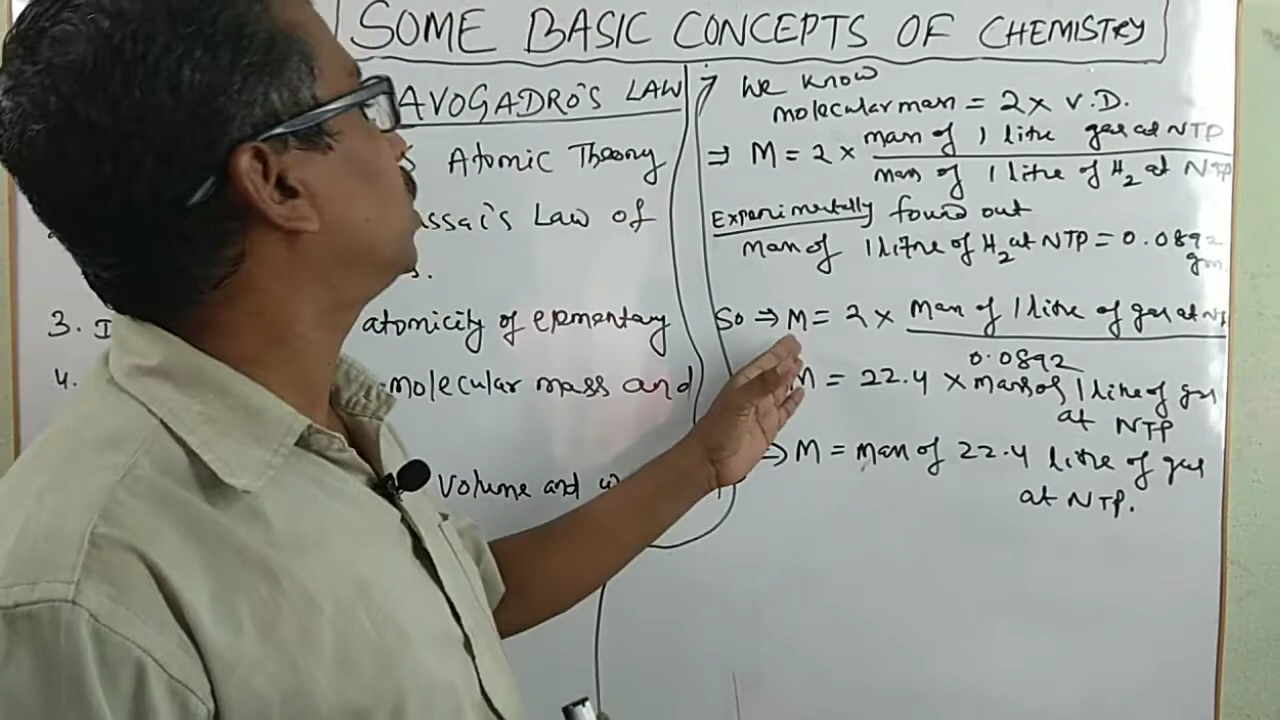 SOME BASIC CONCEPTS OF CHEMISTRY
AVOGADRO'S LAW
Atomic Theory
Law of
3.
atomicity of elementary
4.
molecular mass and
Volume and
We know
molecular mass = 2 x V.D.
⇒ M = 2 x mass of 1 litre gas at NTP
mass of 1 litre of H2 at NTP
Experimentally found out
mass of 1 litre of H2 at NTP = 0.0892
gm.
So ⇒ M = 2 x Mass of 1 litre of gas at
0.0892
M = 22.4 x mass of 1 litre of gas
at NTP
⇒ M = mass of 22.4 litre of gas
at NTP.